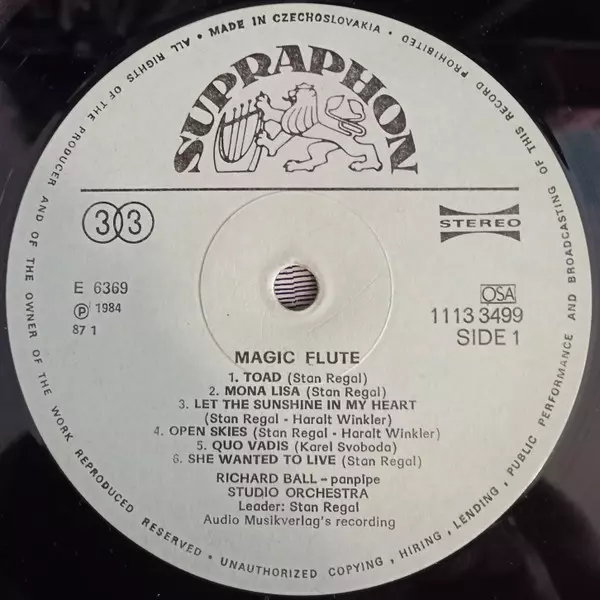 ALL RIGHTS OF THE PRODUCER AND OF THE OWNER OF THE WORK REPRODUCED RESERVED • UNAUTHORIZED COPYING, HIRING, LENDING, PUBLIC PERFORMANCE AND BROADCASTING OF THIS RECORD PROHIBITED • MADE IN CZECHOSLOVAKIA •
SUPRAPHON
33
STEREO
E 6369
℗ 1984
87 1
OSA
1113 3499
SIDE 1
MAGIC FLUTE
1. TOAD (Stan Regal)
2. MONA LISA (Stan Regal)
3. LET THE SUNSHINE IN MY HEART
(Stan Regal - Haralt Winkler)
4. OPEN SKIES (Stan Regal - Haralt Winkler)
5. QUO VADIS (Karel Svoboda)
6. SHE WANTED TO LIVE (Stan Regal)
RICHARD BALL - panpipe
STUDIO ORCHESTRA
Leader: Stan Regal
Audio Musikverlag's recording